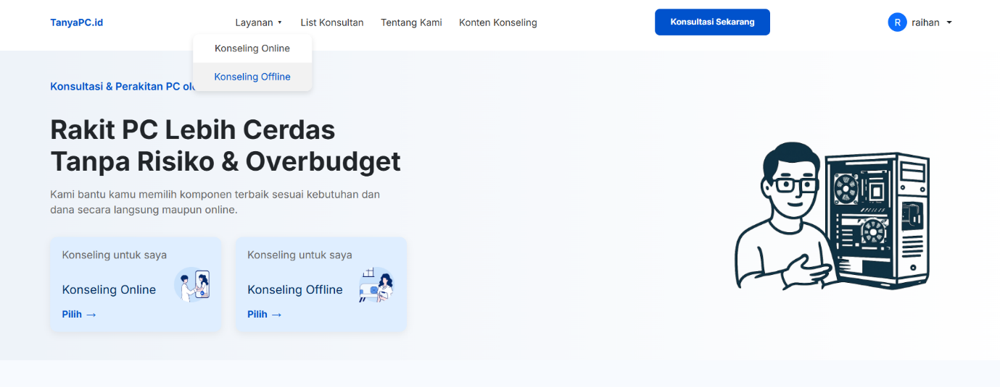 TanyaPC.id
Layanan ▼ List Konsultan Tentang Kami Konten Konseling
Konsultasi Sekarang
R raihan
Konseling Online
Konseling Offline
Konsultasi & Perakitan PC
Rakit PC Lebih Cerdas
Tanpa Risiko & Overbudget
Kami bantu kamu memilih komponen terbaik sesuai kebutuhan dan
dana secara langsung maupun online.
Konseling untuk saya
Konseling Online
Pilih →
Konseling untuk saya
Konseling Offline
Pilih →